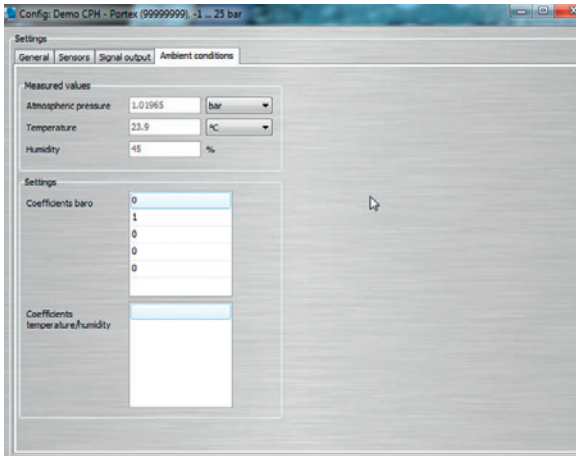 Config: Demo CPH - Portex (99999999), -1 ... 25 bar
Settings
General Sensors Signal output Ambient conditions
Measured values
Atmospheric pressure 1.01965 bar
Temperature 23.9 °C
Humidity 45 %
Settings
Coefficients baro
0
1
0
0
0
Coefficients
temperature/humidity